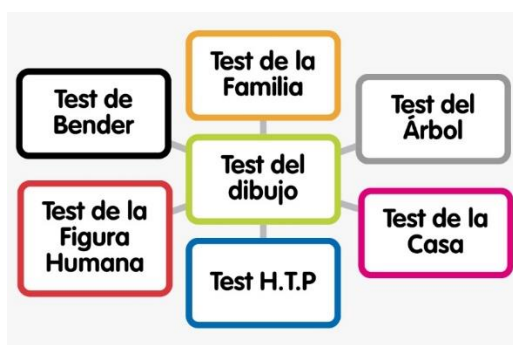 Test de la
Familia
Test de
Bender
Test del
Árbol
Test del
dibujo
Test de la
Figura
Humana
Test de la
Casa
Test H.T.P